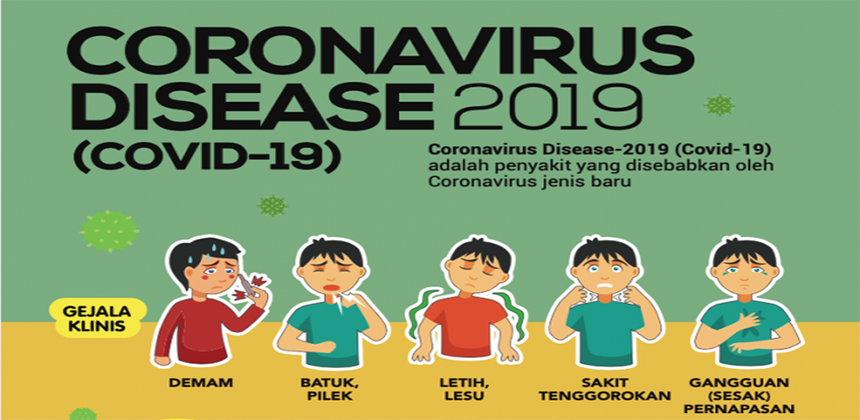 CORONAVIRUS
DISEASE 2019
(COVID-19)
Coronavirus Disease-2019 (Covid-19)
adalah penyakit yang disebabkan oleh
Coronavirus jenis baru
GEJALA
KLINIS
DEMAM
BATUK,
PILEK
LETIH,
LESU
SAKIT
TENGGOROKAN
GANGGUAN
(SESAK)
PERNAPASAN